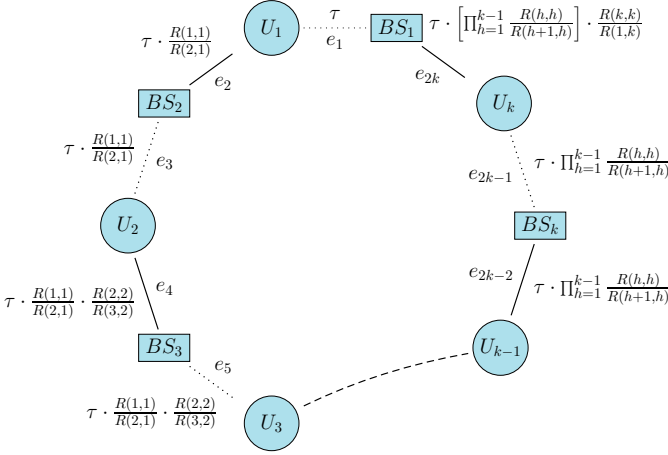 U_1
τ
e_1
BS_1
τ · [∏_{h=1}^{k-1} R(h,h)/R(h+1,h)] · R(k,k)/R(1,k)
τ · R(1,1)/R(2,1)
e_2
e_{2k}
BS_2
U_k
τ · R(1,1)/R(2,1)
e_3
e_{2k-1}
τ · ∏_{h=1}^{k-1} R(h,h)/R(h+1,h)
U_2
BS_k
τ · R(1,1)/R(2,1) · R(2,2)/R(3,2)
e_4
e_{2k-2}
τ · ∏_{h=1}^{k-1} R(h,h)/R(h+1,h)
BS_3
U_{k-1}
e_5
τ · R(1,1)/R(2,1) · R(2,2)/R(3,2)
U_3